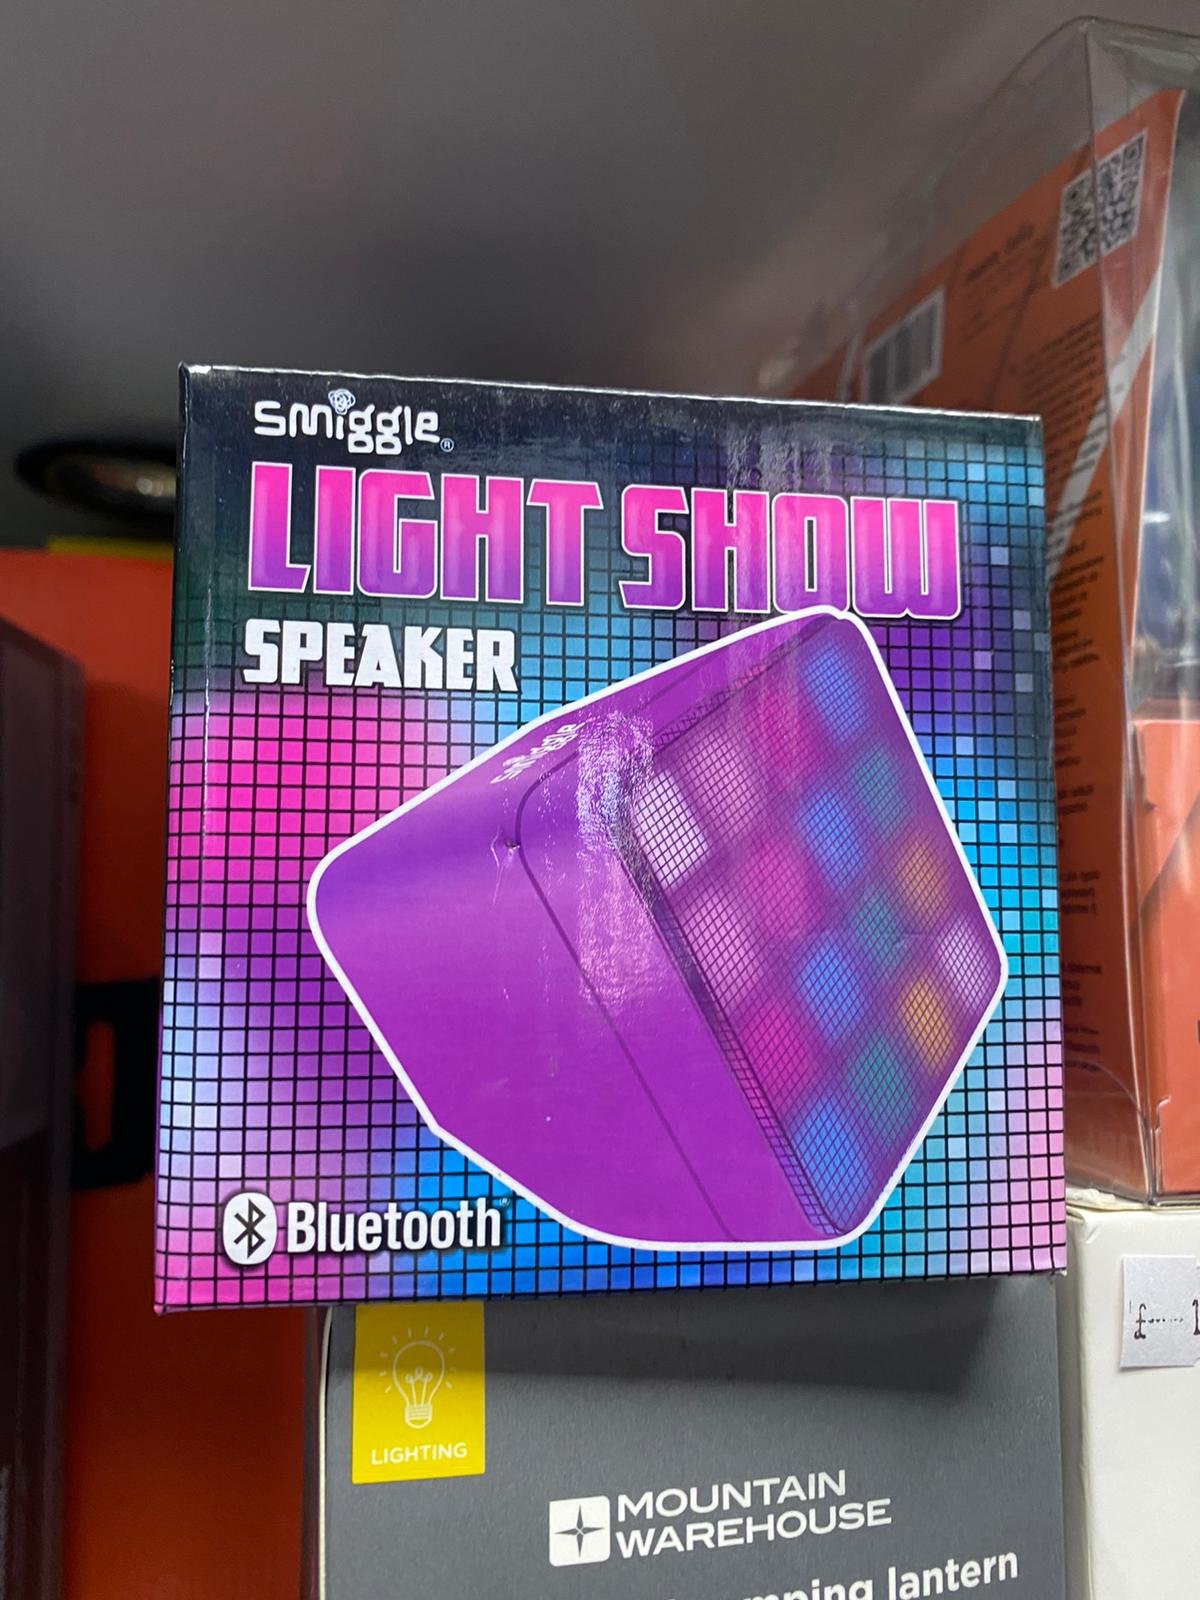 smiggle®
LIGHT SHOW
SPEAKER
smiggle
Bluetooth®
LIGHTING
MOUNTAIN
WAREHOUSE
lantern
£